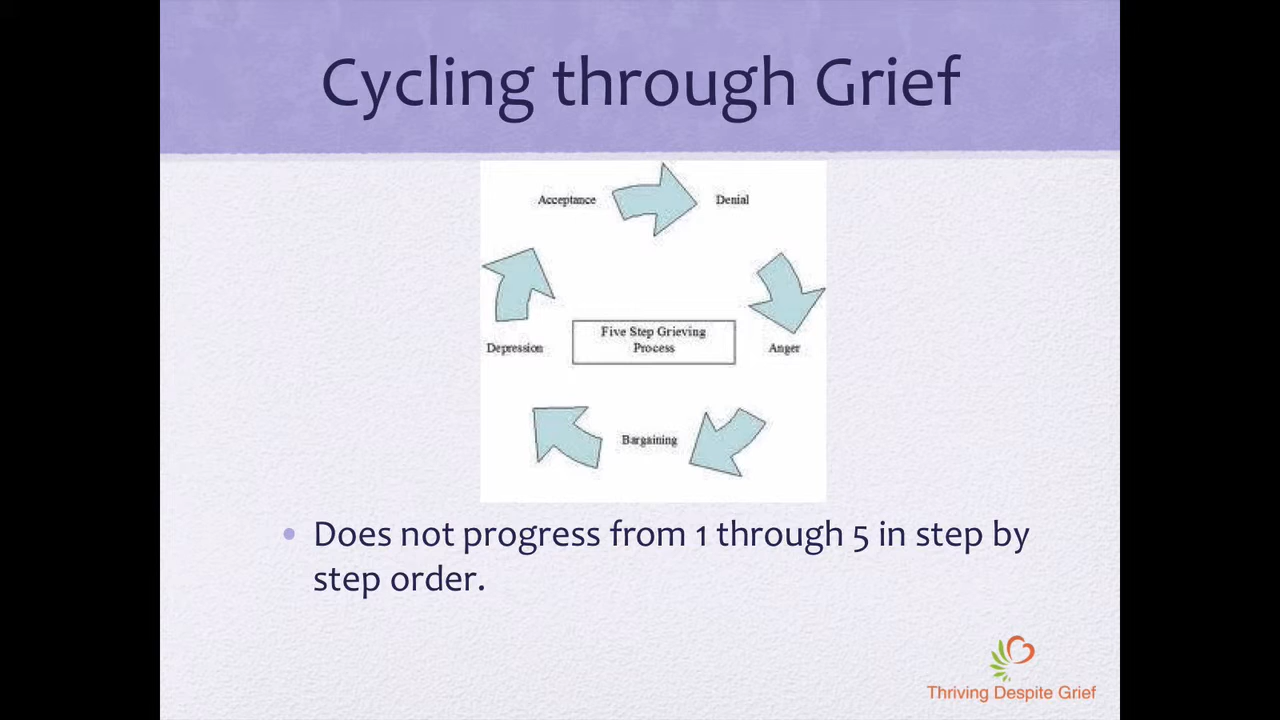 Cycling through Grief
Acceptance
Denial
Depression
Five Step Grieving
Process
Anger
Bargaining
Does not progress from 1 through 5 in step by
step order.
Thriving Despite Grief